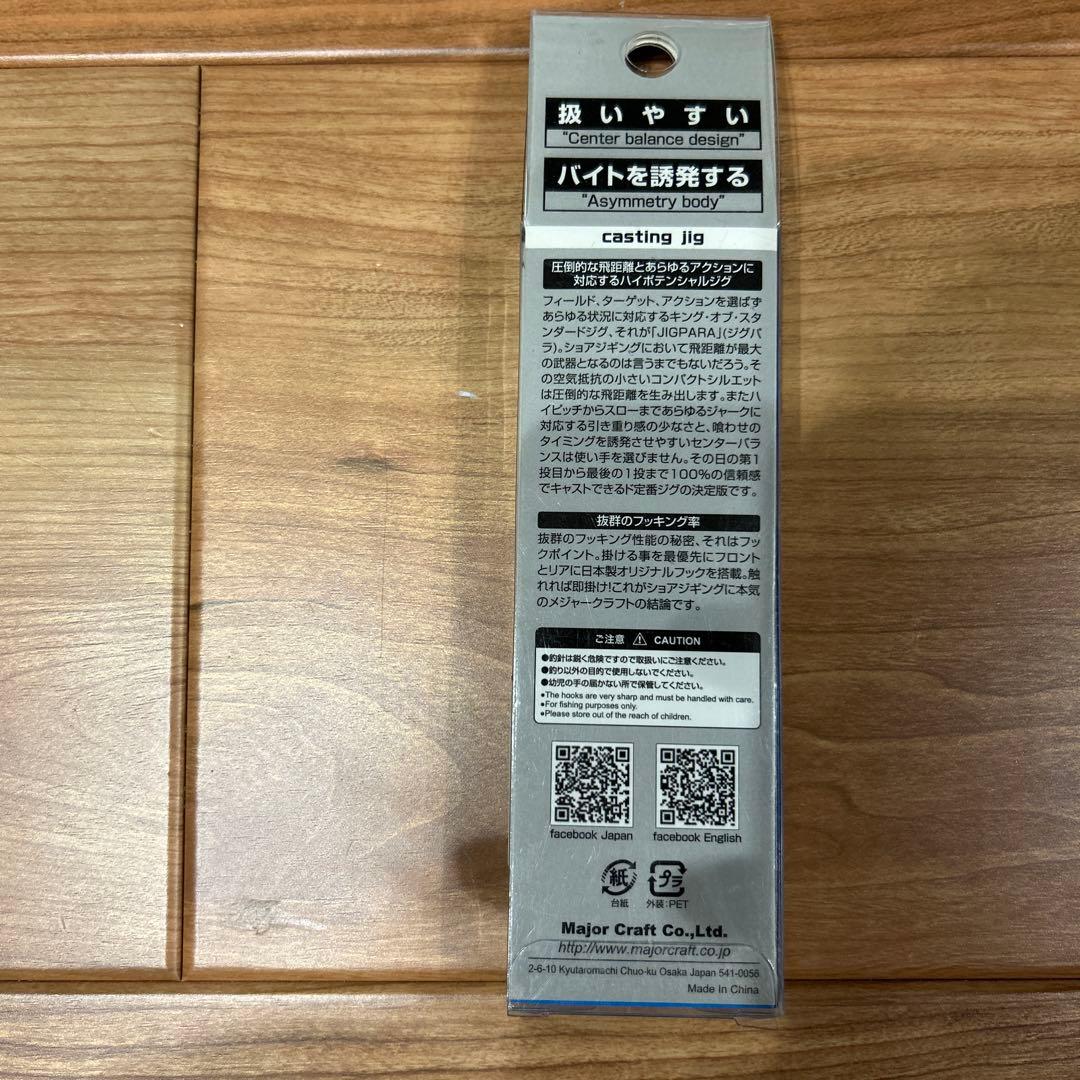 扱いやすい
"Center balance design"
バイトを誘発する
"Asymmetry body"
casting jig
圧倒的な飛距離とあらゆるアクションに
対応するハイポテンシャルジグ
フィールド、ターゲット、アクションを選ばず
あらゆる状況に対応するキング・オブ・スタ
ンダードジグ、それが「JIGPARA」(ジグパ
ラ)。ショアジギングにおいて飛距離が最大
の武器となるのは言うまでもないだろう。そ
の空気抵抗の小さいコンパクトシルエット
は圧倒的な飛距離を生み出します。またハ
イピッチからスローまであらゆるジャークに
対応する引き重り感の少なさと、喰わせの
タイミングを誘発させやすいセンターバラ
ンスは使い手を選びません。その日の第1
投目から最後の1投まで100%の信頼感
でキャストできるド定番ジグの決定版です。
抜群のフッキング率
抜群のフッキング性能の秘密、それはフッ
クポイント。掛ける事を最優先にフロント
とリアに日本製オリジナルフックを搭載。触
れれば即掛け!これがショアジギングに本気
のメジャークラフトの結論です。
ご注意 CAUTION
●釣針は鋭く危険ですので取扱いにご注意ください。
●釣り以外の目的で使用しないでください。
●幼児の手の届かない所で保管してください。
●The hooks are very sharp and must be handled with care.
●For fishing purposes only.
●Please store out of the reach of children.
facebook Japan facebook English
紙 プラ
台紙 外装:PET
Major Craft Co.,Ltd.
http://www.majorcraft.co.jp
2-6-10 Kyutaromachi Chuo-ku Osaka Japan 541-0056
Made in China